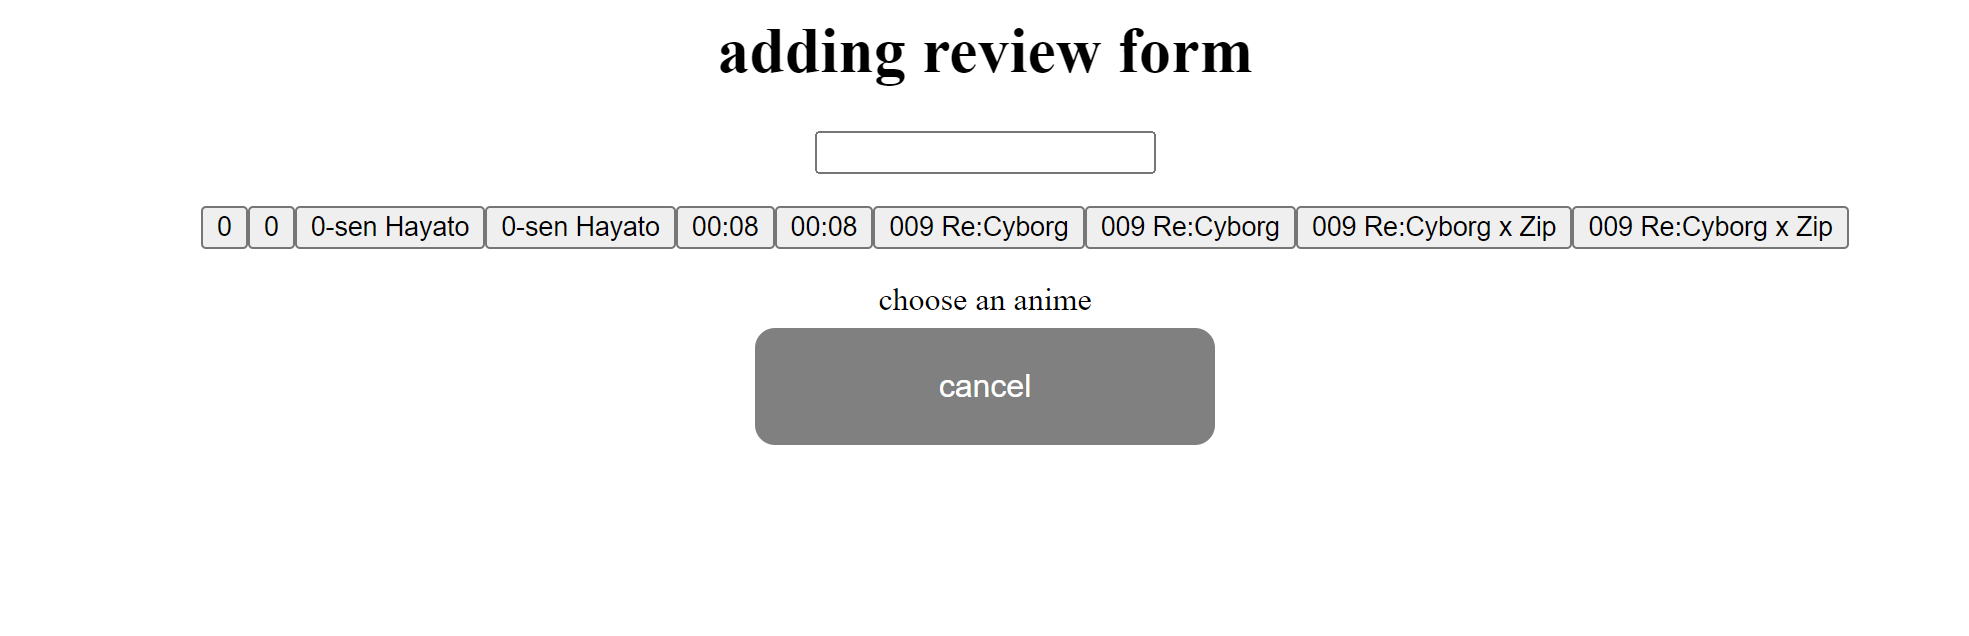 adding review form
0 0 0-sen Hayato 0-sen Hayato 00:08 00:08 009 Re:Cyborg 009 Re:Cyborg 009 Re:Cyborg x Zip 009 Re:Cyborg x Zip
choose an anime
cancel